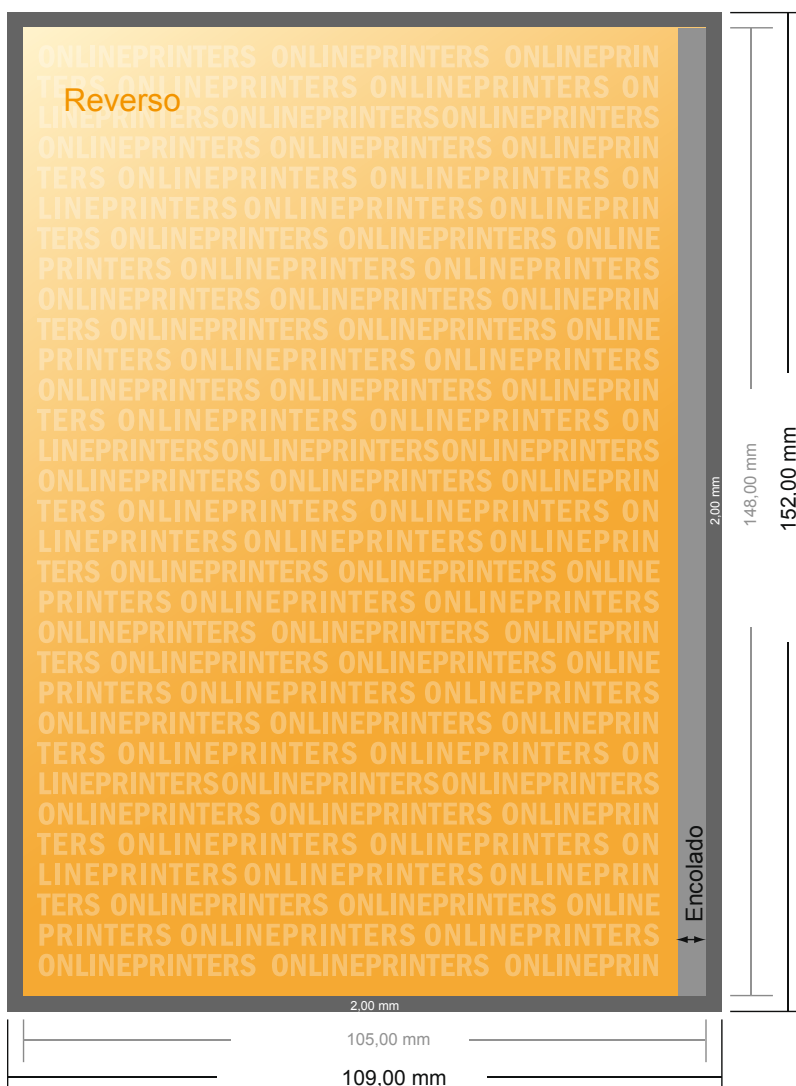 ONLINEPRINTERS ONLINEPRINTERS ONLINEPRIN
TERS ONLINEPRINTERS ONLINEPRINTERS ON
Reverso
LINEPRINTERS ONLINEPRINTERS ONLINEPRINTERS
ONLINEPRINTERS ONLINEPRINTERS ONLINEPRIN
TERS ONLINEPRINTERS ONLINEPRINTERS ON
LINEPRINTERS ONLINEPRINTERS ONLINEPRIN
TERS ONLINEPRINTERS ONLINEPRINTERS ONLINE
PRINTERS ONLINEPRINTERS ONLINEPRINTERS
ONLINEPRINTERS ONLINEPRINTERS ONLINEPRIN
TERS ONLINEPRINTERS ONLINEPRINTERS ONLINE
PRINTERS ONLINEPRINTERS ONLINEPRINTERS
ONLINEPRINTERS ONLINEPRINTERS ONLINEPRIN
TERS ONLINEPRINTERS ONLINEPRINTERS ON
LINEPRINTERS ONLINEPRINTERS ONLINEPRINTERS
ONLINEPRINTERS ONLINEPRINTERS ONLINEPRIN
TERS ONLINEPRINTERS ONLINEPRINTERS ON
LINEPRINTERS ONLINEPRINTERS ONLINEPRIN
TERS ONLINEPRINTERS ONLINEPRINTERS ONLINE
PRINTERS ONLINEPRINTERS ONLINEPRINTERS
ONLINEPRINTERS ONLINEPRINTERS ONLINEPRIN
TERS ONLINEPRINTERS ONLINEPRINTERS ONLINE
PRINTERS ONLINEPRINTERS ONLINEPRINTERS
ONLINEPRINTERS ONLINEPRINTERS ONLINEPRIN
TERS ONLINEPRINTERS ONLINEPRINTERS ON
LINEPRINTERS ONLINEPRINTERS ONLINEPRINTERS
ONLINEPRINTERS ONLINEPRINTERS ONLINEPRIN
TERS ONLINEPRINTERS ONLINEPRINTERS ON
LINEPRINTERS ONLINEPRINTERS ONLINEPRIN
TERS ONLINEPRINTERS ONLINEPRINTERS ONLINE
PRINTERS ONLINEPRINTERS ONLINEPRINTERS
ONLINEPRINTERS ONLINEPRINTERS ONLINEPRIN
Encolado
2,00 mm
148,00 mm
152,00 mm
2,00 mm
105,00 mm
109,00 mm